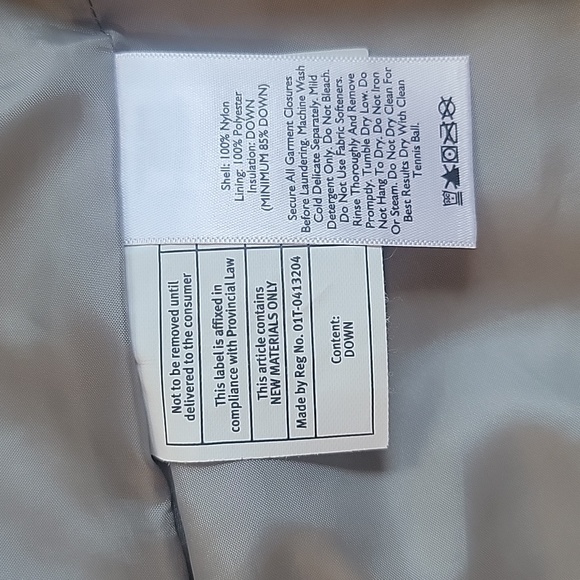 Shell: 100% Nylon
Lining: 100% Polyester
Insulation: DOWN
(MINIMUM 85% DOWN)
Secure All Garment Closures
Before Laundering. Machine Wash
Cold Delicate Separately. Mild
Detergent Only. Do Not Bleach.
Do Not Use Fabric Softeners.
Rinse Thoroughly And Remove
Promptly. Tumble Dry Low. Do
Not Hang To Dry. Do Not Iron
Or Steam. Do Not Dry Clean For
Best Results Dry With Clean
Tennis Ball.
Not to be removed until
delivered to the consumer
This label is affixed in
compliance with Provincial Law
This article contains
NEW MATERIALS ONLY
Made by Reg No. 01T-0413204
Content:
DOWN